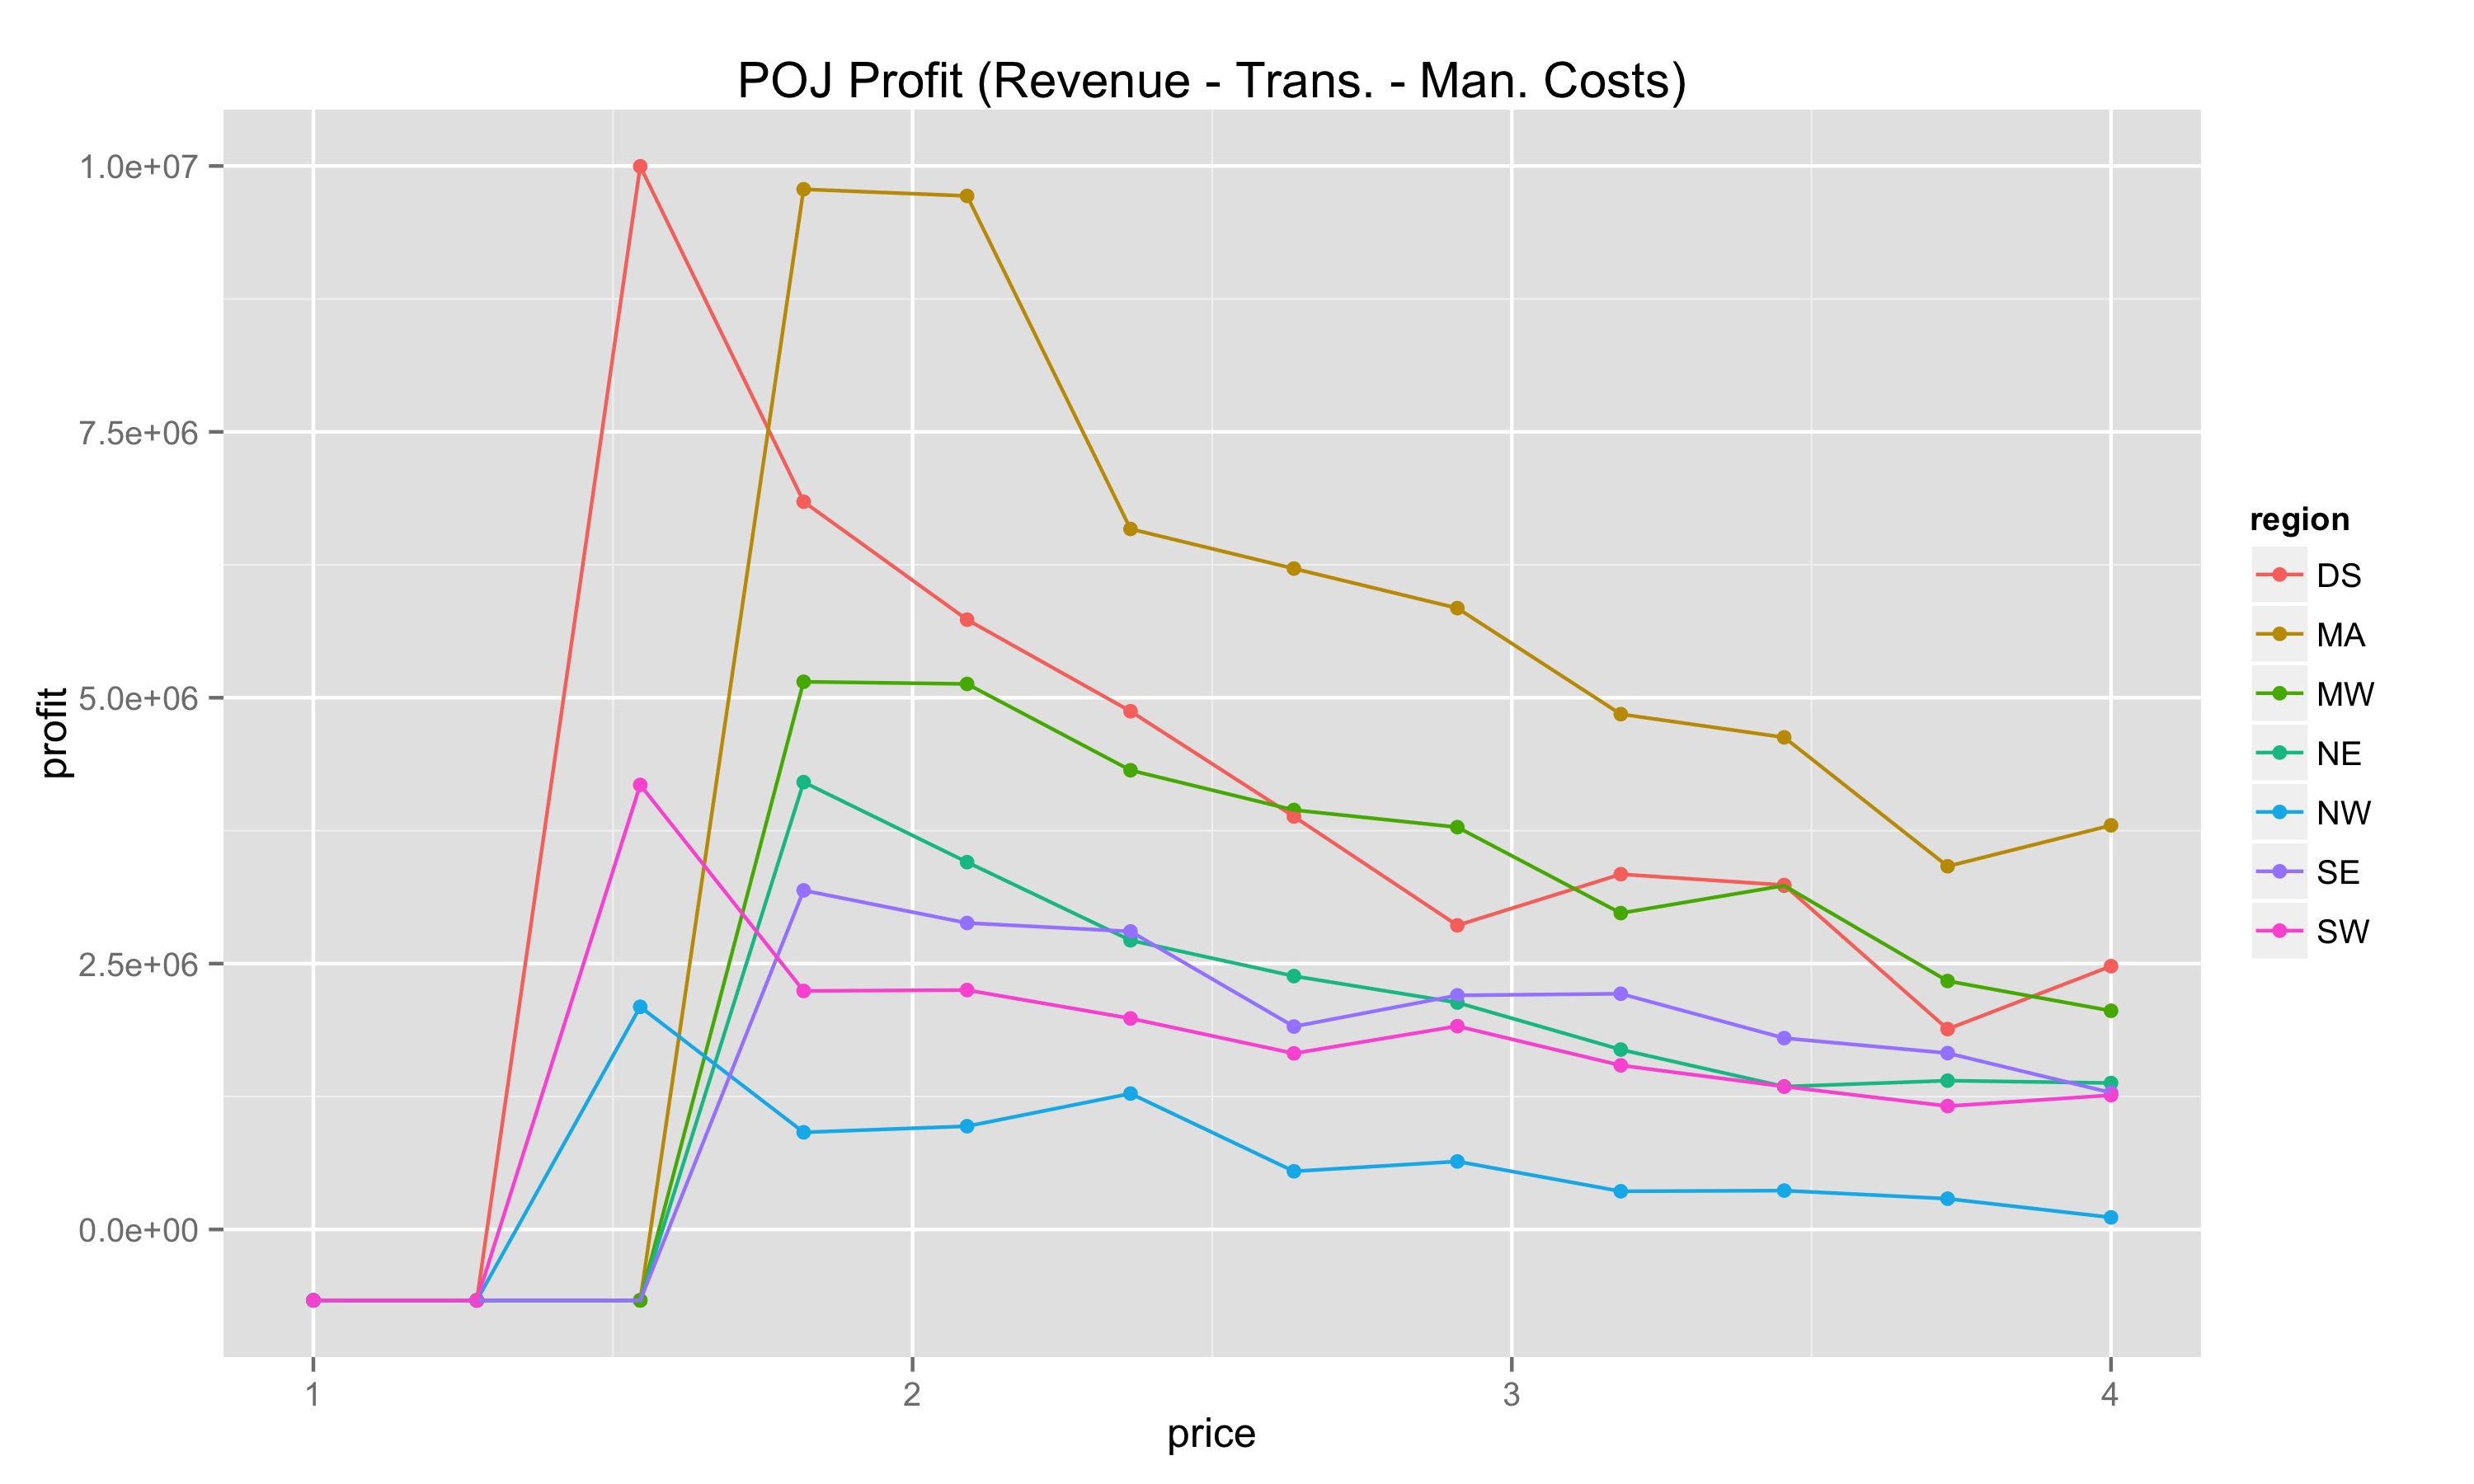 POJ Profit (Revenue - Trans. - Man. Costs)
1.0e+07
7.5e+06
5.0e+06
2.5e+06
0.0e+00
profit
1 2 3 4
price
region
DS
MA
MW
NE
NW
SE
SW